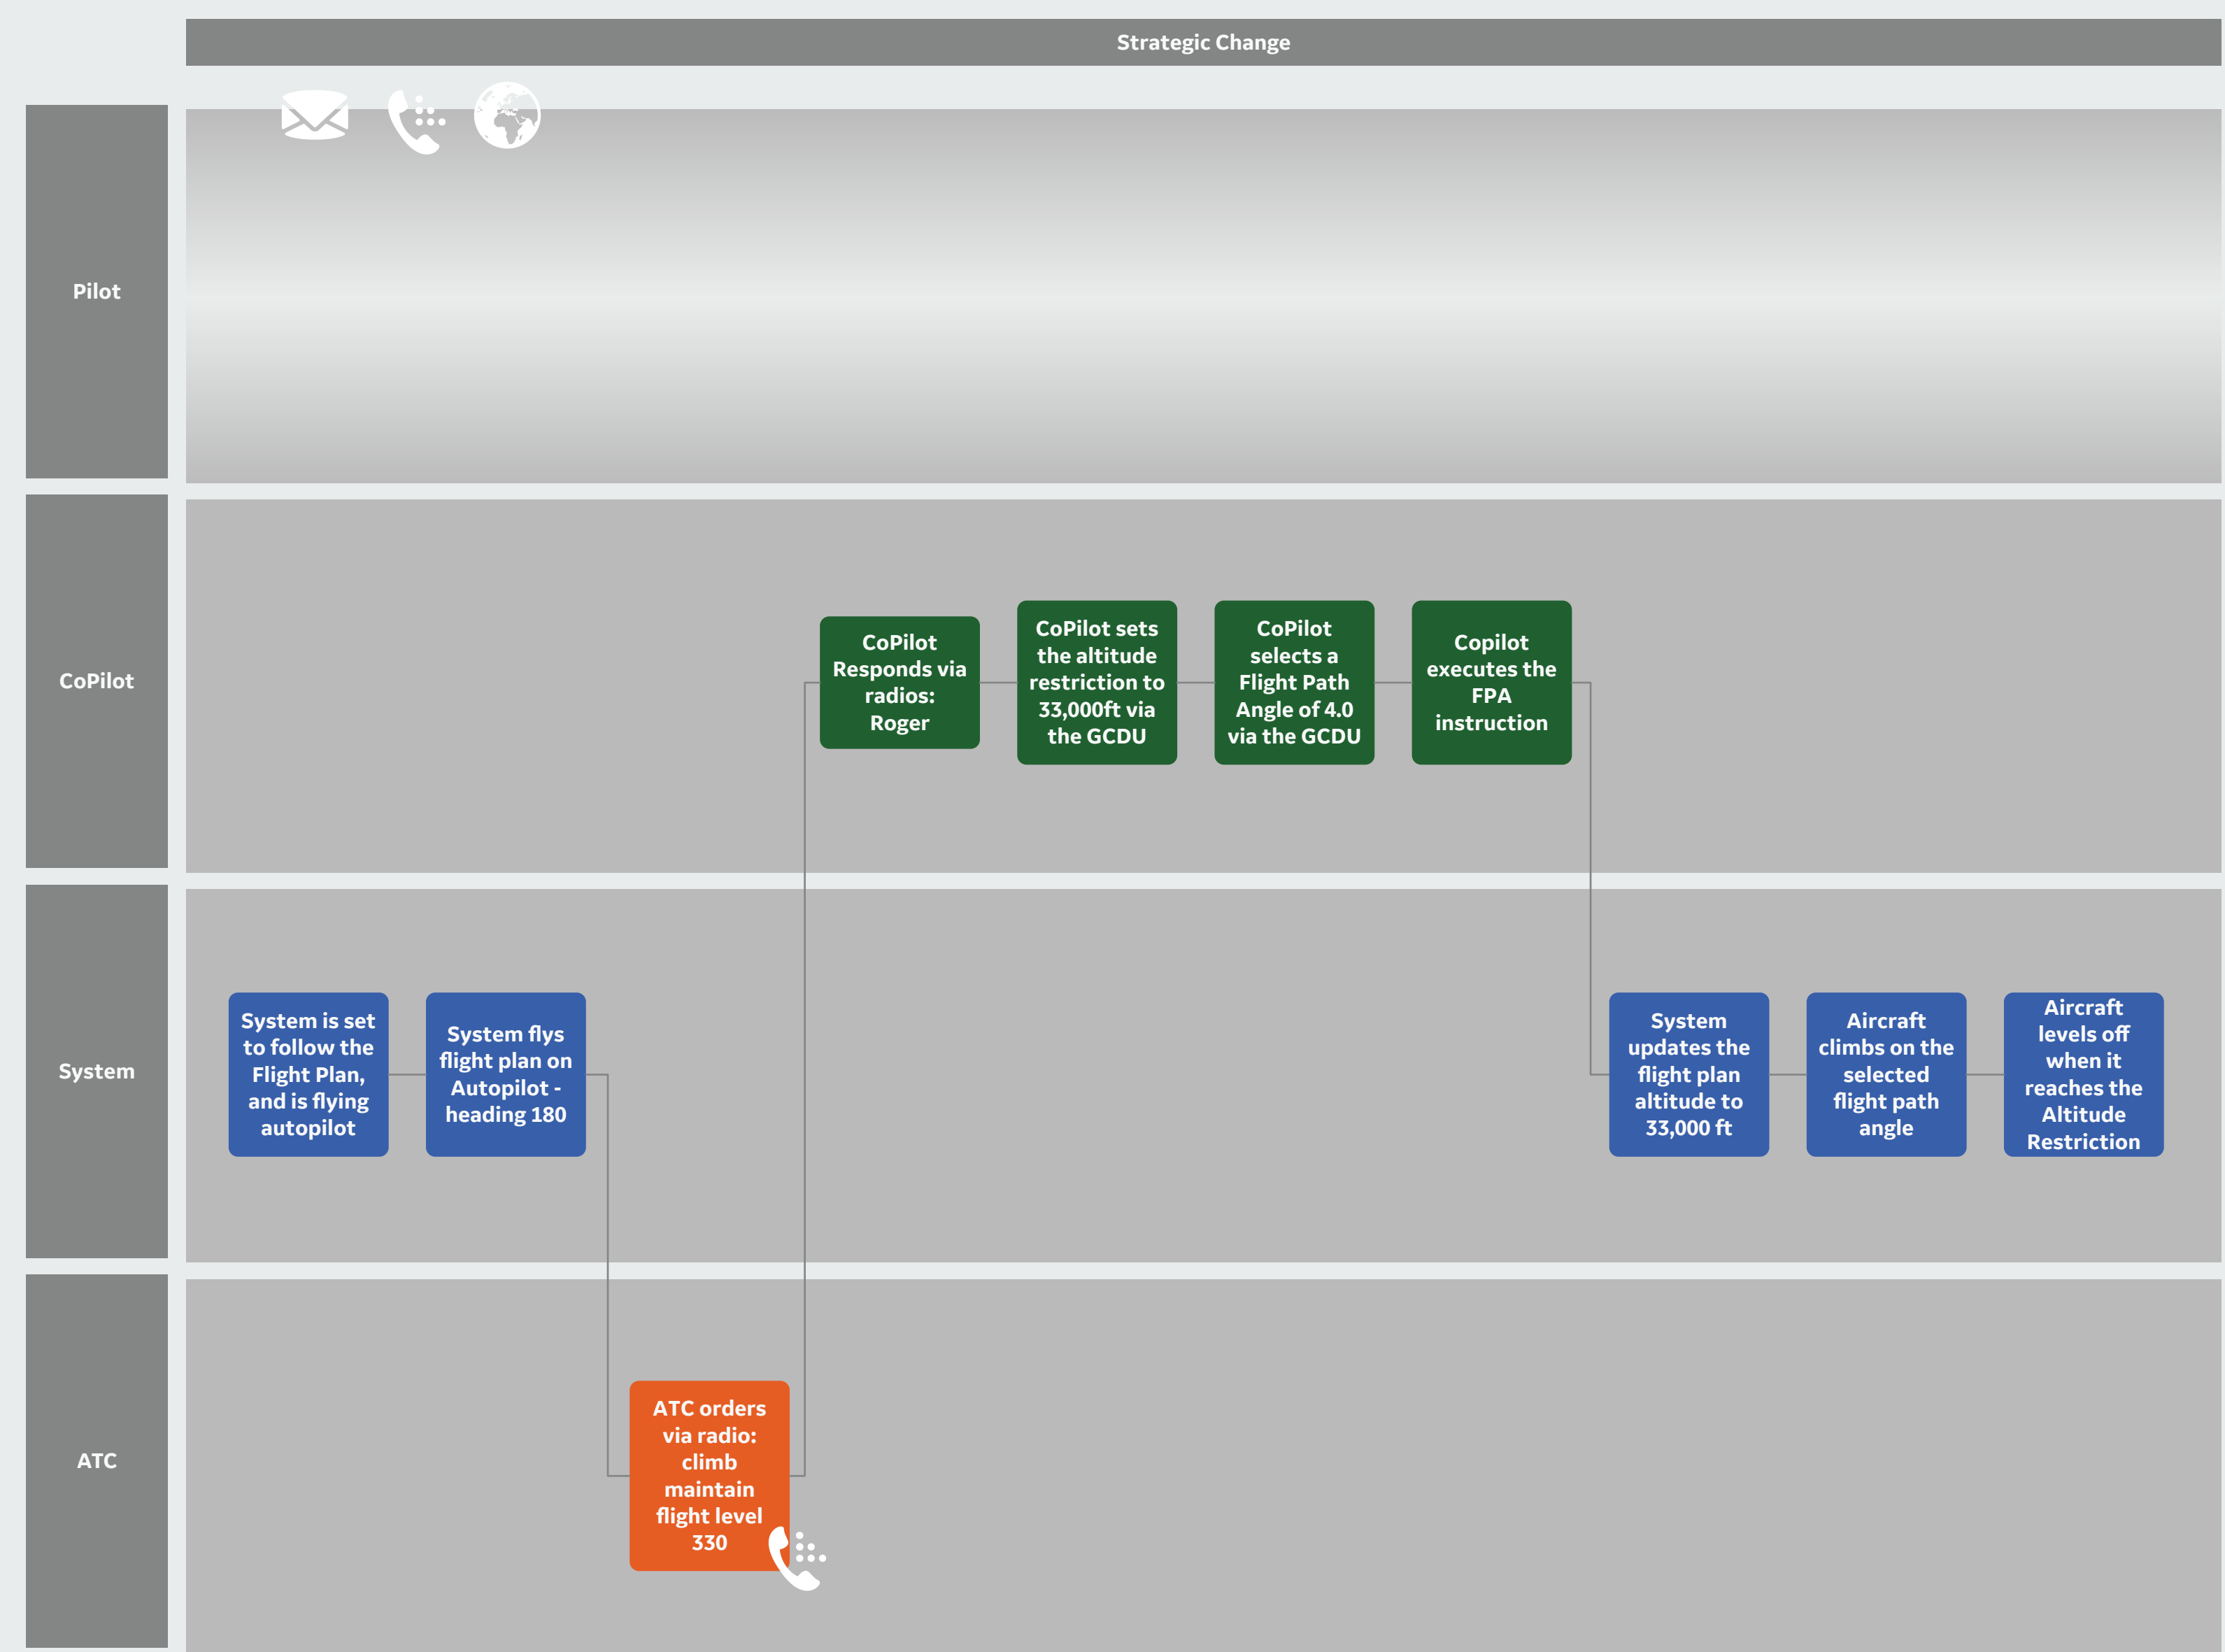 Strategic Change
Pilot
CoPilot
CoPilot
Responds via
radios:
Roger
CoPilot sets
the altitude
restriction to
33,000ft via
the GCDU
CoPilot
selects a
Flight Path
Angle of 4.0
via the GCDU
Copilot
executes the
FPA
instruction
System
System is set
to follow the
Flight Plan,
and is flying
autopilot
System flys
flight plan on
Autopilot -
heading 180
System
updates the
flight plan
altitude to
33,000 ft
Aircraft
climbs on the
selected
flight path
angle
Aircraft
levels off
when it
reaches the
Altitude
Restriction
ATC
ATC orders
via radio:
climb
maintain
flight level
330